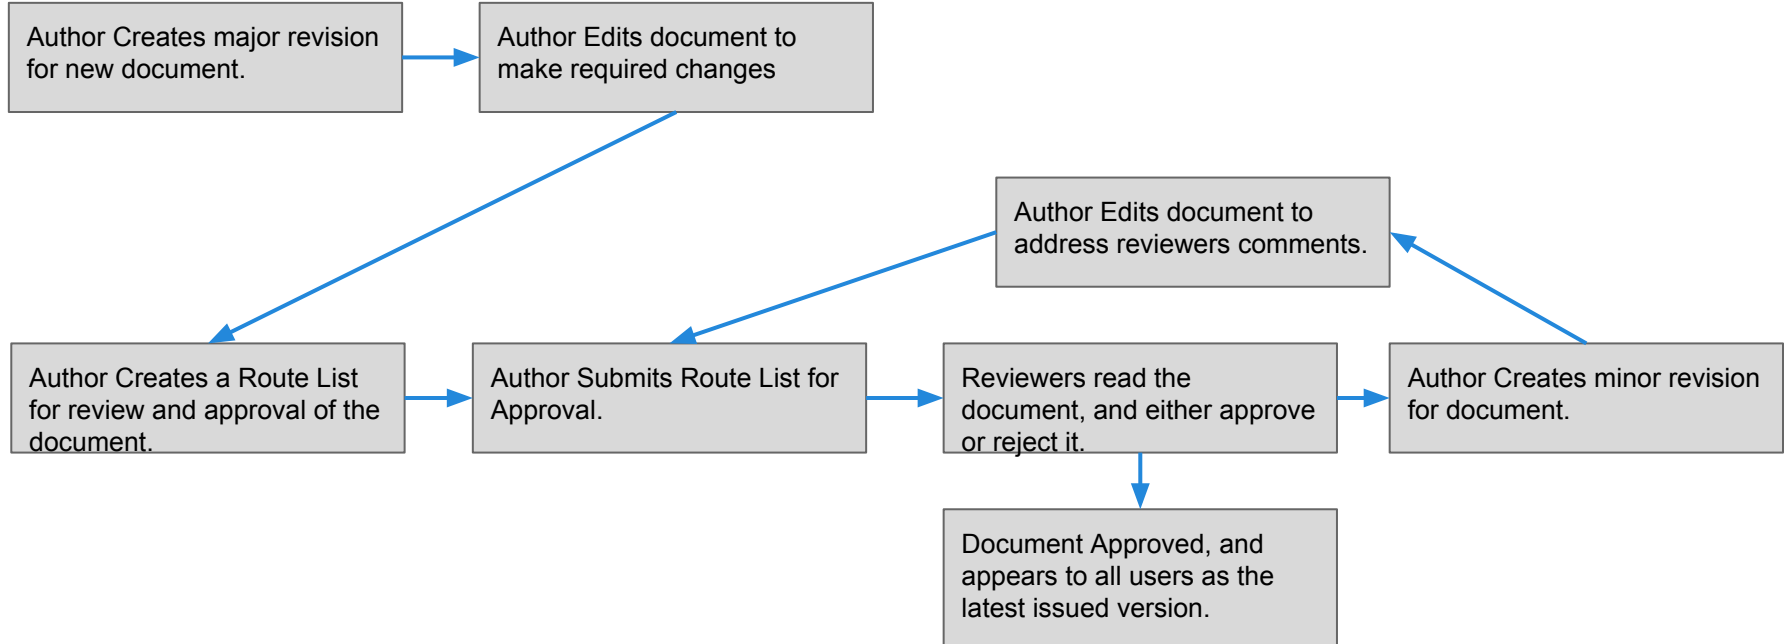 Author Creates major revision
for new document.
Author Edits document to
make required changes
Author Edits document to
address reviewers comments.
Author Creates a Route List
for review and approval of the
document.
Author Submits Route List for
Approval.
Reviewers read the
document, and either approve
or reject it.
Author Creates minor revision
for document.
Document Approved, and
appears to all users as the
latest issued version.